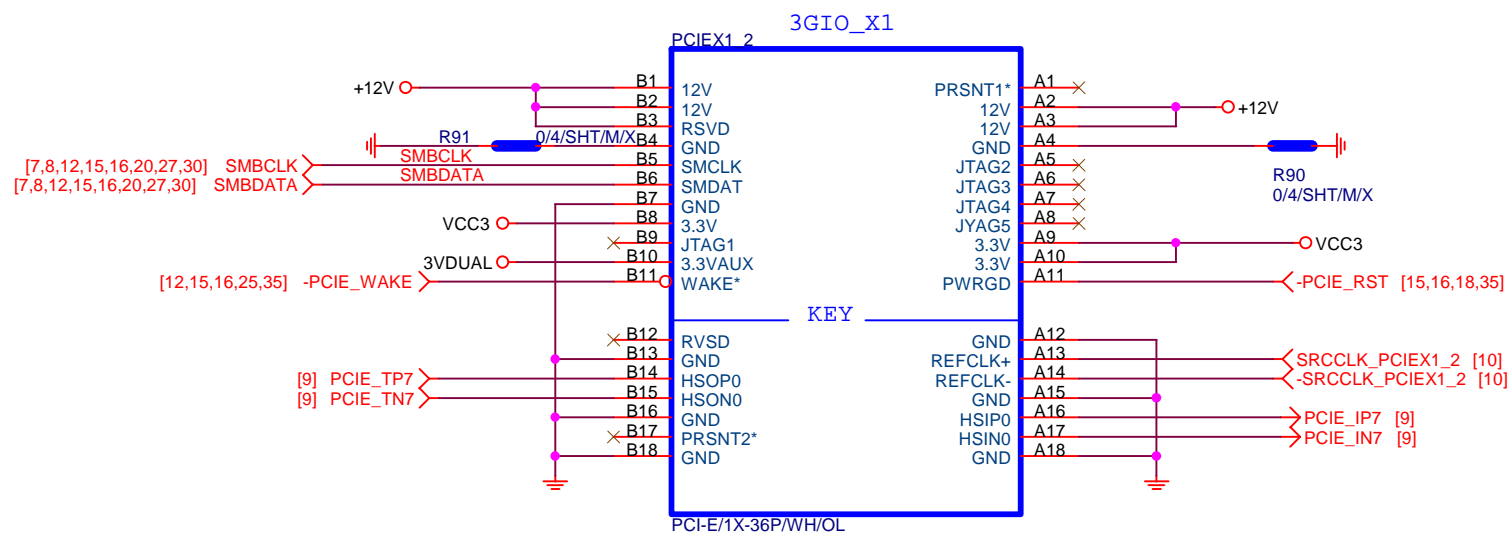 3GIO_X1
PCIEX1_2
+12V B1 12V PRSNT1* A1
B2 12V 12V A2 +12V
B3 RSVD 12V A3
R91 0/4/SHT/M/X B4 GND GND A4
[7,8,12,15,16,20,27,30] SMBCLK SMBCLK B5 SMCLK JTAG2 A5
R90
[7,8,12,15,16,20,27,30] SMBDATA SMBDATA B6 SMDAT JTAG3 A6
0/4/SHT/M/X
B7 GND JTAG4 A7
VCC3 B8 3.3V JYAG5 A8
B9 JTAG1 3.3V A9 VCC3
3VDUAL B10 3.3VAUX 3.3V A10
[12,15,16,25,35] -PCIE_WAKE B11 WAKE* PWRGD A11 -PCIE_RST [15,16,18,35]
KEY
B12 RVSD GND A12
B13 GND REFCLK+ A13 SRCCLK_PCIEX1_2 [10]
[9] PCIE_TP7 B14 HSOP0 REFCLK- A14 -SRCCLK_PCIEX1_2 [10]
[9] PCIE_TN7 B15 HSON0 GND A15
B16 GND HSIP0 A16 PCIE_IP7 [9]
B17 PRSNT2* HSIN0 A17 PCIE_IN7 [9]
B18 GND GND A18
PCI-E/1X-36P/WH/OL